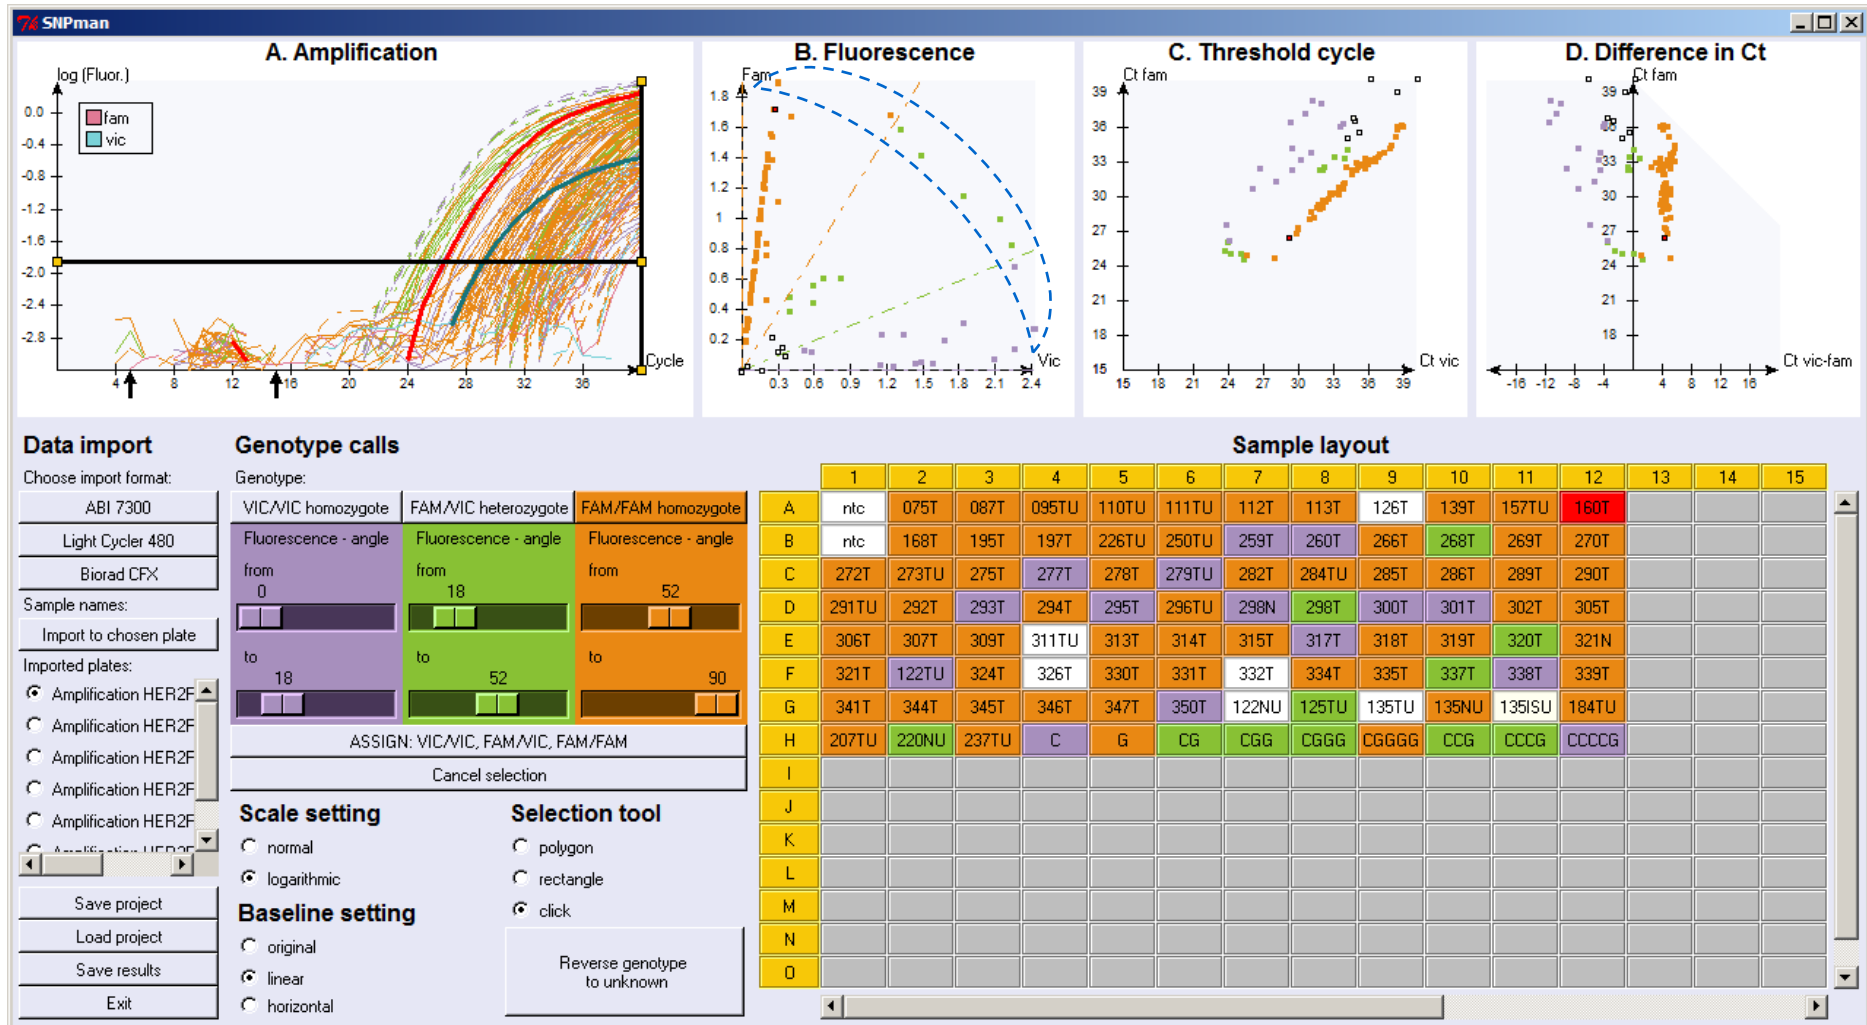 SNPman
A. Amplification
log (Fluor.)
fam
vic
0.0
-0.4
-0.8
-1.2
-1.6
-2.0
-2.4
-2.8
4 8 12 16 20 24 28 32 36
Cycle
B. Fluorescence
Fam
1.8
1.6
1.4
1.2
1
0.8
0.6
0.4
0.2
0.3 0.6 0.9 1.2 1.5 1.8 2.1 2.4
Vic
C. Threshold cycle
Ct fam
39
36
33
30
27
24
21
18
15
15 18 21 24 27 30 33 36 39
Ct vic
D. Difference in Ct
Ct fam
39
36
33
30
27
24
21
18
-16 -12 -8 -4 4 8 12 16
Ct vic-fam
Data import
Choose import format:
ABI 7300
Light Cycler 480
Biorad CFX
Sample names:
Import to chosen plate
Imported plates:
Amplification HER2F
Amplification HER2F
Amplification HER2F
Amplification HER2F
Amplification HER2F
Amplification HER2F
Save project
Load project
Save results
Exit
Genotype calls
Genotype:
VIC/VIC homozygote FAM/VIC heterozygote FAM/FAM homozygote
Fluorescence - angle Fluorescence - angle Fluorescence - angle
from from from
0 18 52
to to to
18 52 90
ASSIGN: VIC/VIC, FAM/VIC, FAM/FAM
Cancel selection
Scale setting
normal
logarithmic
Baseline setting
original
linear
horizontal
Selection tool
polygon
rectangle
click
Reverse genotype
to unknown
Sample layout
1 2 3 4 5 6 7 8 9 10 11 12 13 14 15
A ntc 075T 087T 095TU 110TU 111TU 112T 113T 126T 139T 157TU 160T
B ntc 168T 195T 197T 226TU 250TU 259T 260T 266T 268T 269T 270T
C 272T 273TU 275T 277T 278T 279TU 282T 284TU 285T 286T 289T 290T
D 291TU 292T 293T 294T 295T 296TU 298N 298T 300T 301T 302T 305T
E 306T 307T 309T 311TU 313T 314T 315T 317T 318T 319T 320T 321N
F 321T 122TU 324T 326T 330T 331T 332T 334T 335T 337T 338T 339T
G 341T 344T 345T 346T 347T 350T 122NU 125TU 135TU 135NU 135ISU 184TU
H 207TU 220NU 237TU C G CG CGG CGGG CGGGG CCG CCCG CCCCG
I
J
K
L
M
N
O